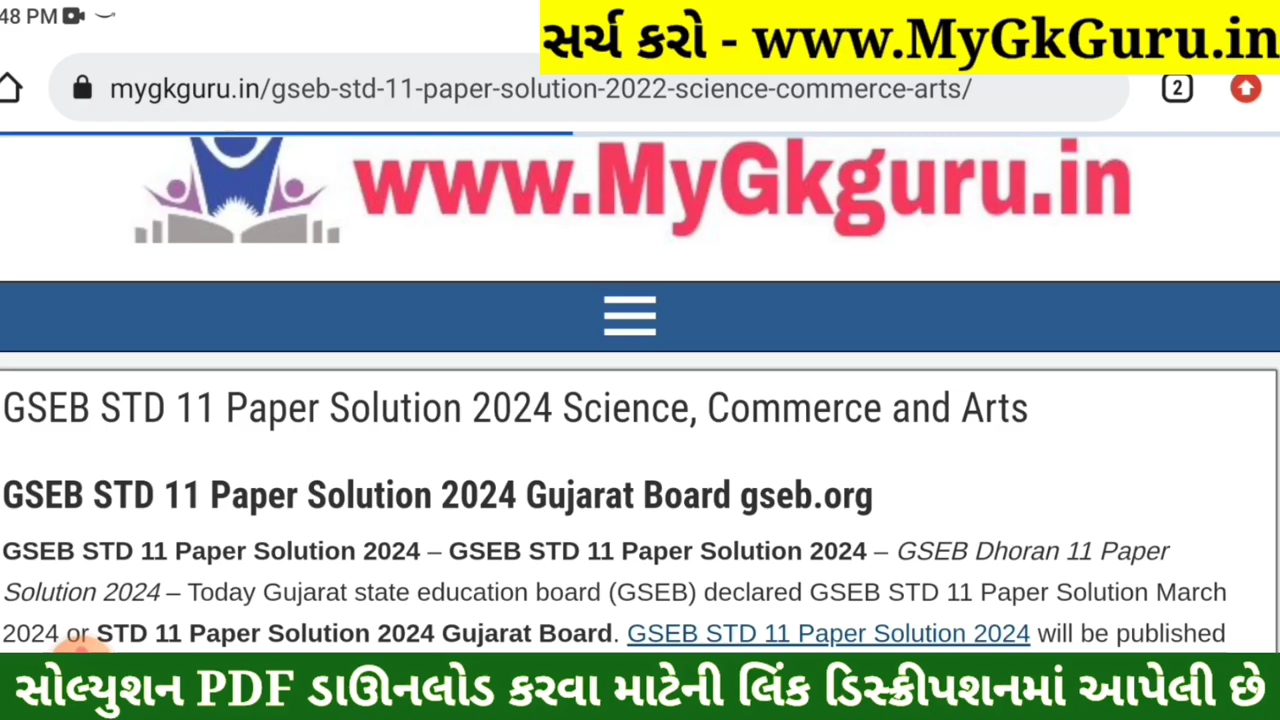 48 PM
સર્ચ કરો - www.MyGkGuru.in
mygkguru.in/gseb-std-11-paper-solution-2022-science-commerce-arts/
2
www.MyGkguru.in
GSEB STD 11 Paper Solution 2024 Science, Commerce and Arts
GSEB STD 11 Paper Solution 2024 Gujarat Board gseb.org
GSEB STD 11 Paper Solution 2024 – GSEB STD 11 Paper Solution 2024 – GSEB Dhoran 11 Paper
Solution 2024 – Today Gujarat state education board (GSEB) declared GSEB STD 11 Paper Solution March
2024 or STD 11 Paper Solution 2024 Gujarat Board. GSEB STD 11 Paper Solution 2024 will be published
સોલ્યુશન PDF ડાઊનલોડ કરવા માટેની લિંક ડિસ્ક્રીપશનમાં આપેલી છે